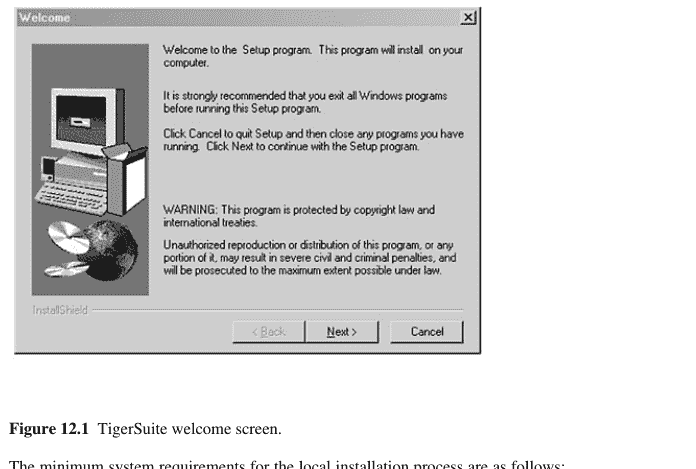 Welcome
Welcome to the Setup program. This program will install on your
computer.
It is strongly recommended that you exit all Windows programs
before running this Setup program.
Click Cancel to quit Setup and then close any programs you have
running. Click Next to continue with the Setup program.
WARNING: This program is protected by copyright law and
international treaties.
Unauthorized reproduction or distribution of this program, or any
portion of it, may result in severe civil and criminal penalties, and
will be prosecuted to the maximum extent possible under law.
InstallShield
< Back Next > Cancel
Figure 12.1 TigerSuite welcome screen.
The minimum system requirements for the local installation process are as follows: